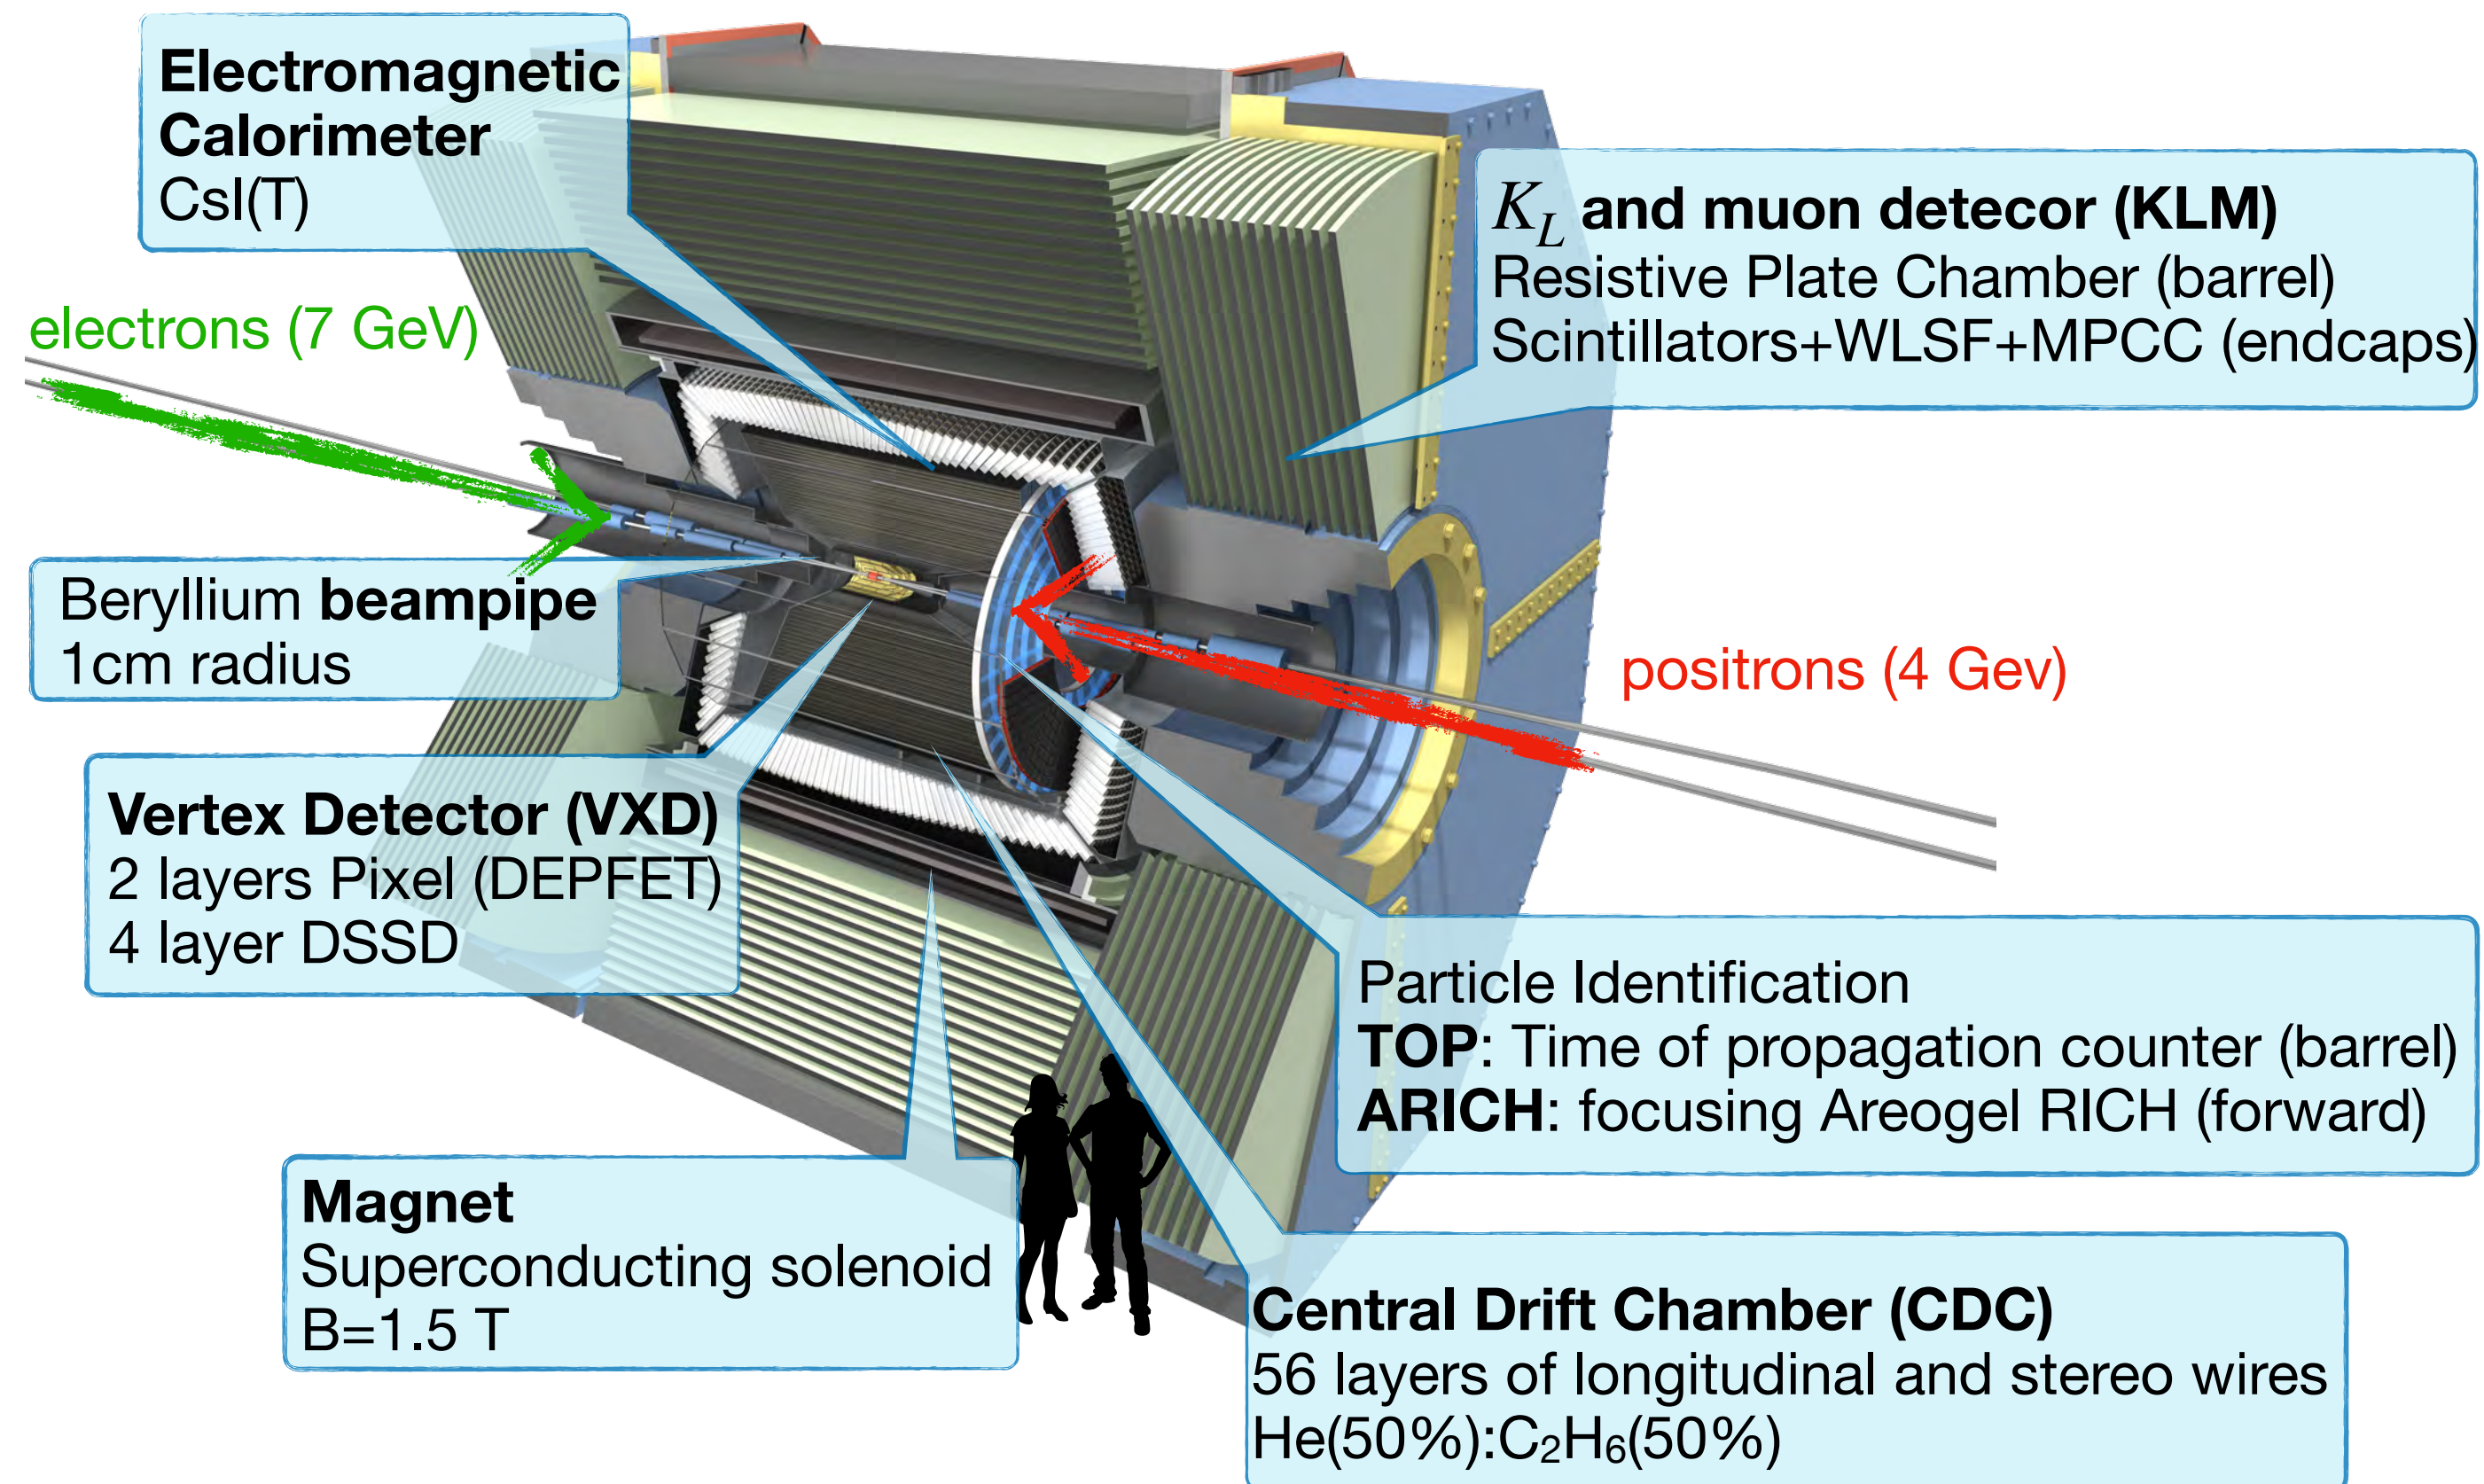 Electromagnetic
Calorimeter
CsI(T)
K_L and muon detecor (KLM)
Resistive Plate Chamber (barrel)
Scintillators+WLSF+MPCC (endcaps)
electrons (7 GeV)
Beryllium beampipe
1cm radius
positrons (4 Gev)
Vertex Detector (VXD)
2 layers Pixel (DEPFET)
4 layer DSSD
Particle Identification
TOP: Time of propagation counter (barrel)
ARICH: focusing Areogel RICH (forward)
Magnet
Superconducting solenoid
B=1.5 T
Central Drift Chamber (CDC)
56 layers of longitudinal and stereo wires
He(50%):C₂H₆(50%)